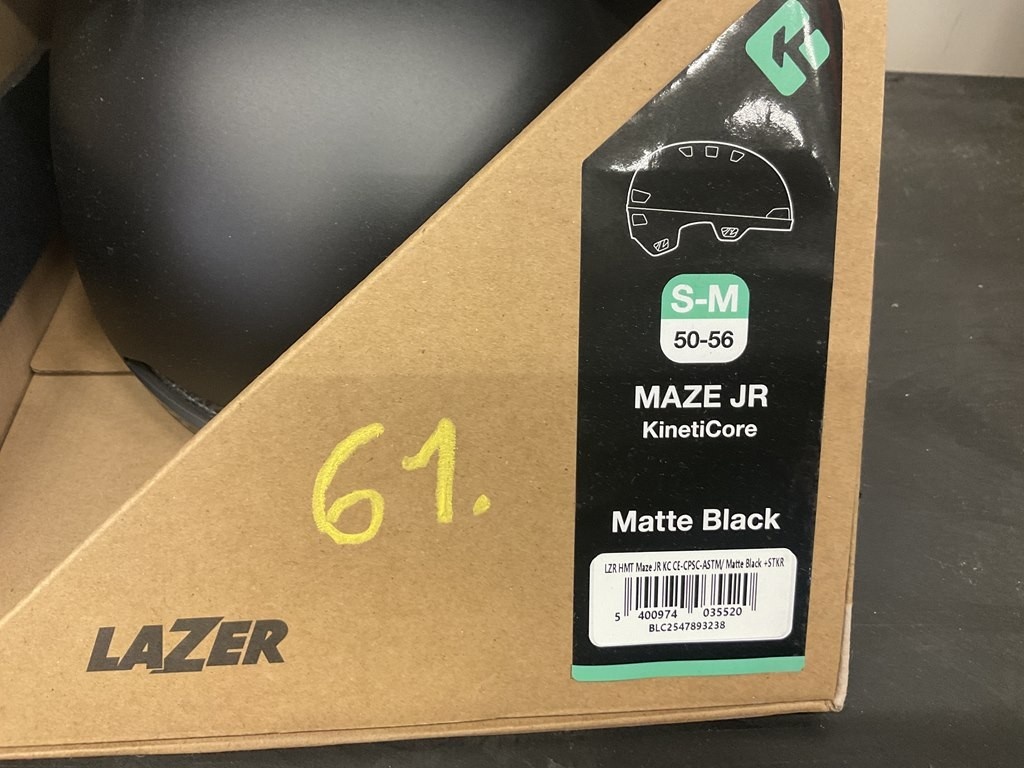 S-M
50-56
MAZE JR
KinetiCore
Matte Black
LZR HMT Maze JR KC CE-CPSC-ASTM/ Matte Black +STKR
5 400974 035520
BLC2547893238
61.
LAZER